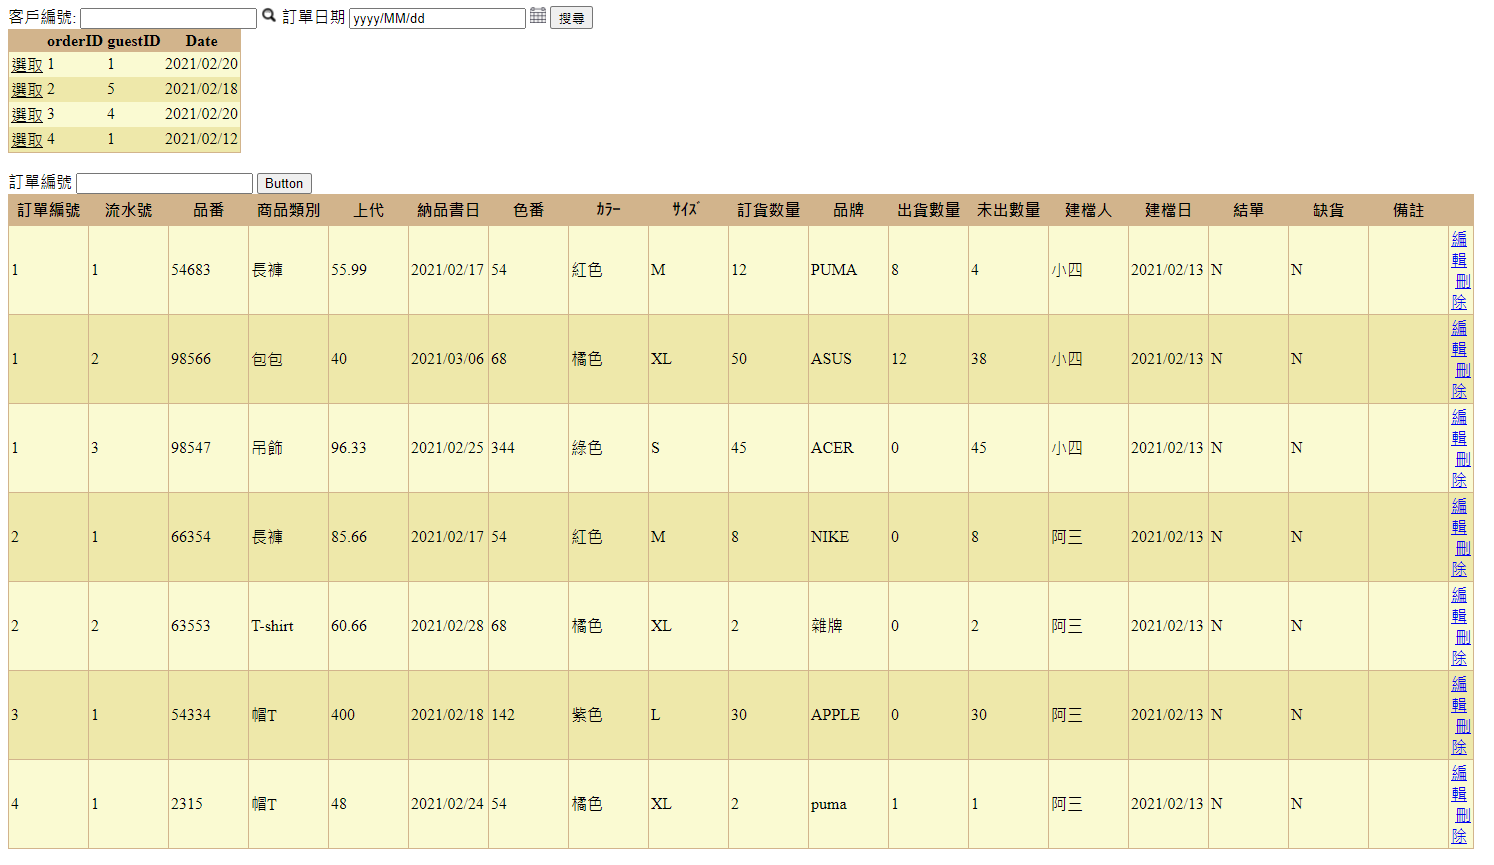 客戶編號: 訂單日期 yyyy/MM/dd 搜尋
orderID guestID Date
選取 1 1 2021/02/20
選取 2 5 2021/02/18
選取 3 4 2021/02/20
選取 4 1 2021/02/12
訂單編號 Button
訂單編號 流水號 品番 商品類別 上代 納品書日 色番 ｶﾗｰ ｻｲｽﾞ 訂貨数量 品牌 出貨數量 未出數量 建檔人 建檔日 結單 缺貨 備註
1 1 54683 長褲 55.99 2021/02/17 54 紅色 M 12 PUMA 8 4 小四 2021/02/13 N N 編輯 刪除
1 2 98566 包包 40 2021/03/06 68 橘色 XL 50 ASUS 12 38 小四 2021/02/13 N N 編輯 刪除
1 3 98547 吊飾 96.33 2021/02/25 344 綠色 S 45 ACER 0 45 小四 2021/02/13 N N 編輯 刪除
2 1 66354 長褲 85.66 2021/02/17 54 紅色 M 8 NIKE 0 8 阿三 2021/02/13 N N 編輯 刪除
2 2 63553 T-shirt 60.66 2021/02/28 68 橘色 XL 2 雜牌 0 2 阿三 2021/02/13 N N 編輯 刪除
3 1 54334 帽T 400 2021/02/18 142 紫色 L 30 APPLE 0 30 阿三 2021/02/13 N N 編輯 刪除
4 1 2315 帽T 48 2021/02/24 54 橘色 XL 2 puma 1 1 阿三 2021/02/13 N N 編輯 刪除